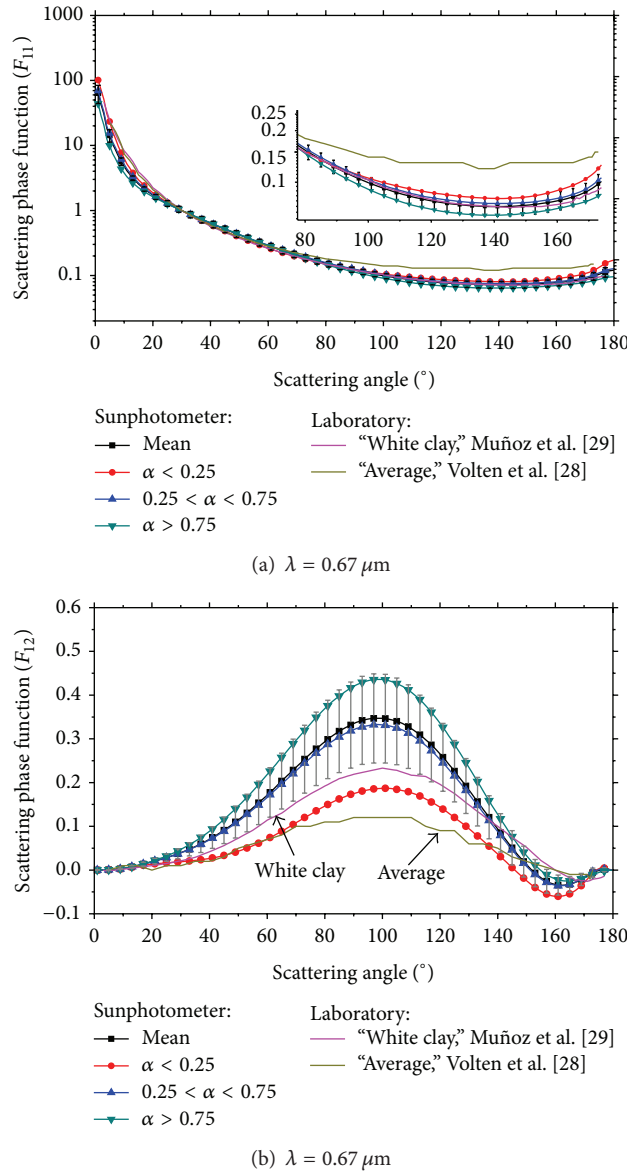 1000
100
10
1
0.1
Scattering phase function (F11)
0.25
0.2
0.15
0.1
80 100 120 140 160
0 20 40 60 80 100 120 140 160 180
Scattering angle (°)
Sunphotometer:
Mean
α < 0.25
0.25 < α < 0.75
α > 0.75
Laboratory:
“White clay,” Muñoz et al. [29]
“Average,” Volten et al. [28]
(a) λ = 0.67 μm
0.6
0.5
0.4
0.3
0.2
0.1
0.0
−0.1
Scattering phase function (F12)
White clay
Average
0 20 40 60 80 100 120 140 160 180
Scattering angle (°)
Sunphotometer:
Mean
α < 0.25
0.25 < α < 0.75
α > 0.75
Laboratory:
“White clay,” Muñoz et al. [29]
“Average,” Volten et al. [28]
(b) λ = 0.67 μm